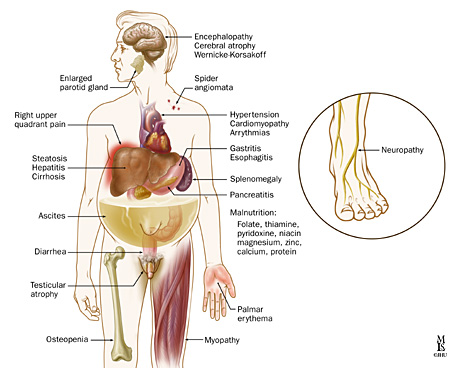 Encephalopathy
Cerebral atrophy
Wernicke-Korsakoff
Enlarged
parotid gland
Spider
angiomata
Right upper
quadrant pain
Hypertension
Cardiomyopathy
Arrythmias
Steatosis
Hepatitis
Cirrhosis
Gastritis
Esophagitis
Splenomegaly
Pancreatitis
Neuropathy
Ascites
Malnutrition:
Folate, thiamine,
pyridoxine, niacin
magnesium, zinc,
calcium, protein
Diarrhea
Testicular
atrophy
Palmar
erythema
Osteopenia
Myopathy
©JHU